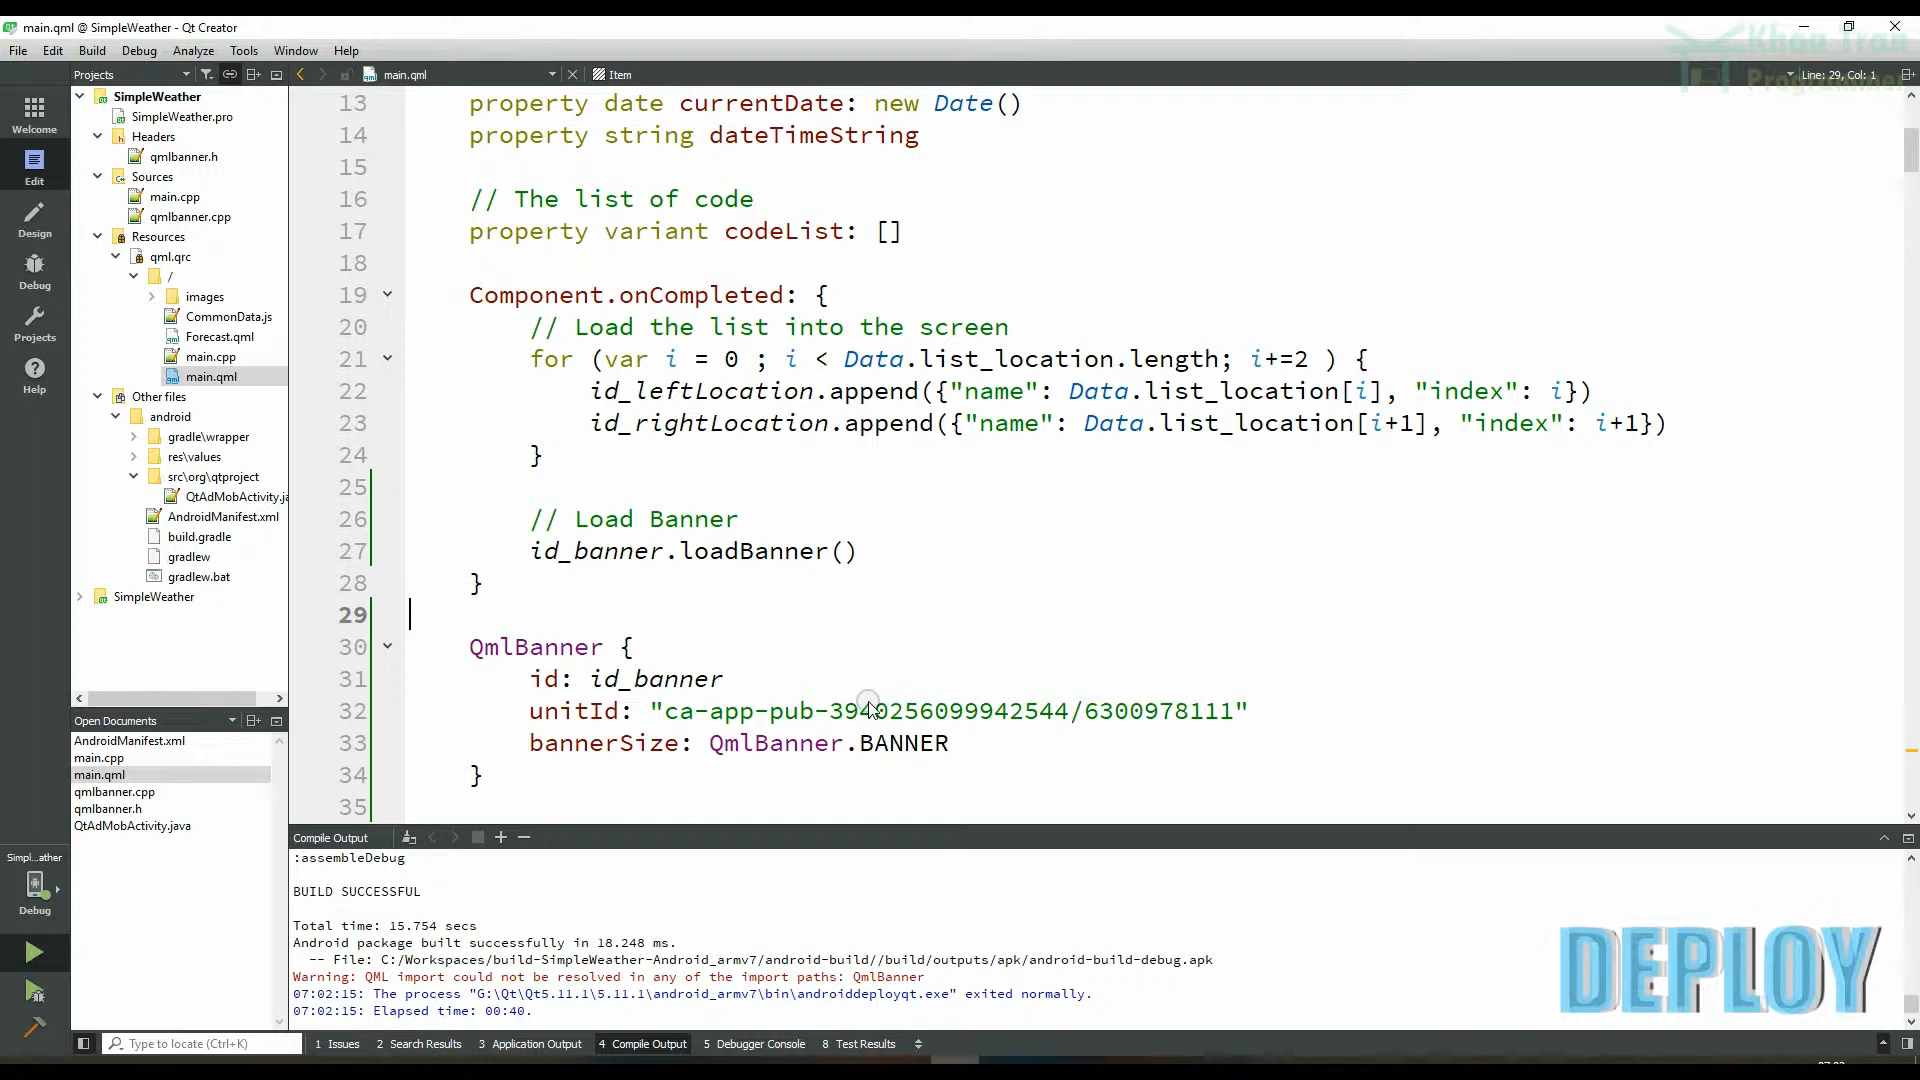 main.qml @ SimpleWeather - Qt Creator
File Edit Build Debug Analyze Tools Window Help
Khoa Tran
Programmer
Projects
main.qml
Item
Line: 29, Col: 1
Welcome
Edit
Design
Debug
Projects
Help
SimpleWeather
SimpleWeather.pro
Headers
qmlbanner.h
Sources
main.cpp
qmlbanner.cpp
Resources
qml.qrc
/
images
CommonData.js
Forecast.qml
main.cpp
main.qml
Other files
android
gradle\wrapper
res\values
src\org\qtproject
QtAdMobActivity.ja
AndroidManifest.xml
build.gradle
gradlew
gradlew.bat
SimpleWeather
Open Documents
AndroidManifest.xml
main.cpp
main.qml
qmlbanner.cpp
qmlbanner.h
QtAdMobActivity.java
13 property date currentDate: new Date()
14 property string dateTimeString
15
16 // The list of code
17 property variant codeList: []
18
19 Component.onCompleted: {
20 // Load the list into the screen
21 for (var i = 0 ; i < Data.list_location.length; i+=2 ) {
22 id_leftLocation.append({"name": Data.list_location[i], "index": i})
23 id_rightLocation.append({"name": Data.list_location[i+1], "index": i+1})
24 }
25
26 // Load Banner
27 id_banner.loadBanner()
28 }
29
30 QmlBanner {
31 id: id_banner
32 unitId: "ca-app-pub-3940256099942544/6300978111"
33 bannerSize: QmlBanner.BANNER
34 }
35
Compile Output
:assembleDebug
BUILD SUCCESSFUL
Total time: 15.754 secs
Android package built successfully in 18.248 ms.
-- File: C:/Workspaces/build-SimpleWeather-Android_armv7/android-build//build/outputs/apk/android-build-debug.apk
Warning: QML import could not be resolved in any of the import paths: QmlBanner
07:02:15: The process "G:\Qt\Qt5.11.1\5.11.1\android_armv7\bin\androiddeployqt.exe" exited normally.
07:02:15: Elapsed time: 00:40.
DEPLOY
Simpl...ather
Debug
Type to locate (Ctrl+K)
1 Issues 2 Search Results 3 Application Output 4 Compile Output 5 Debugger Console 8 Test Results